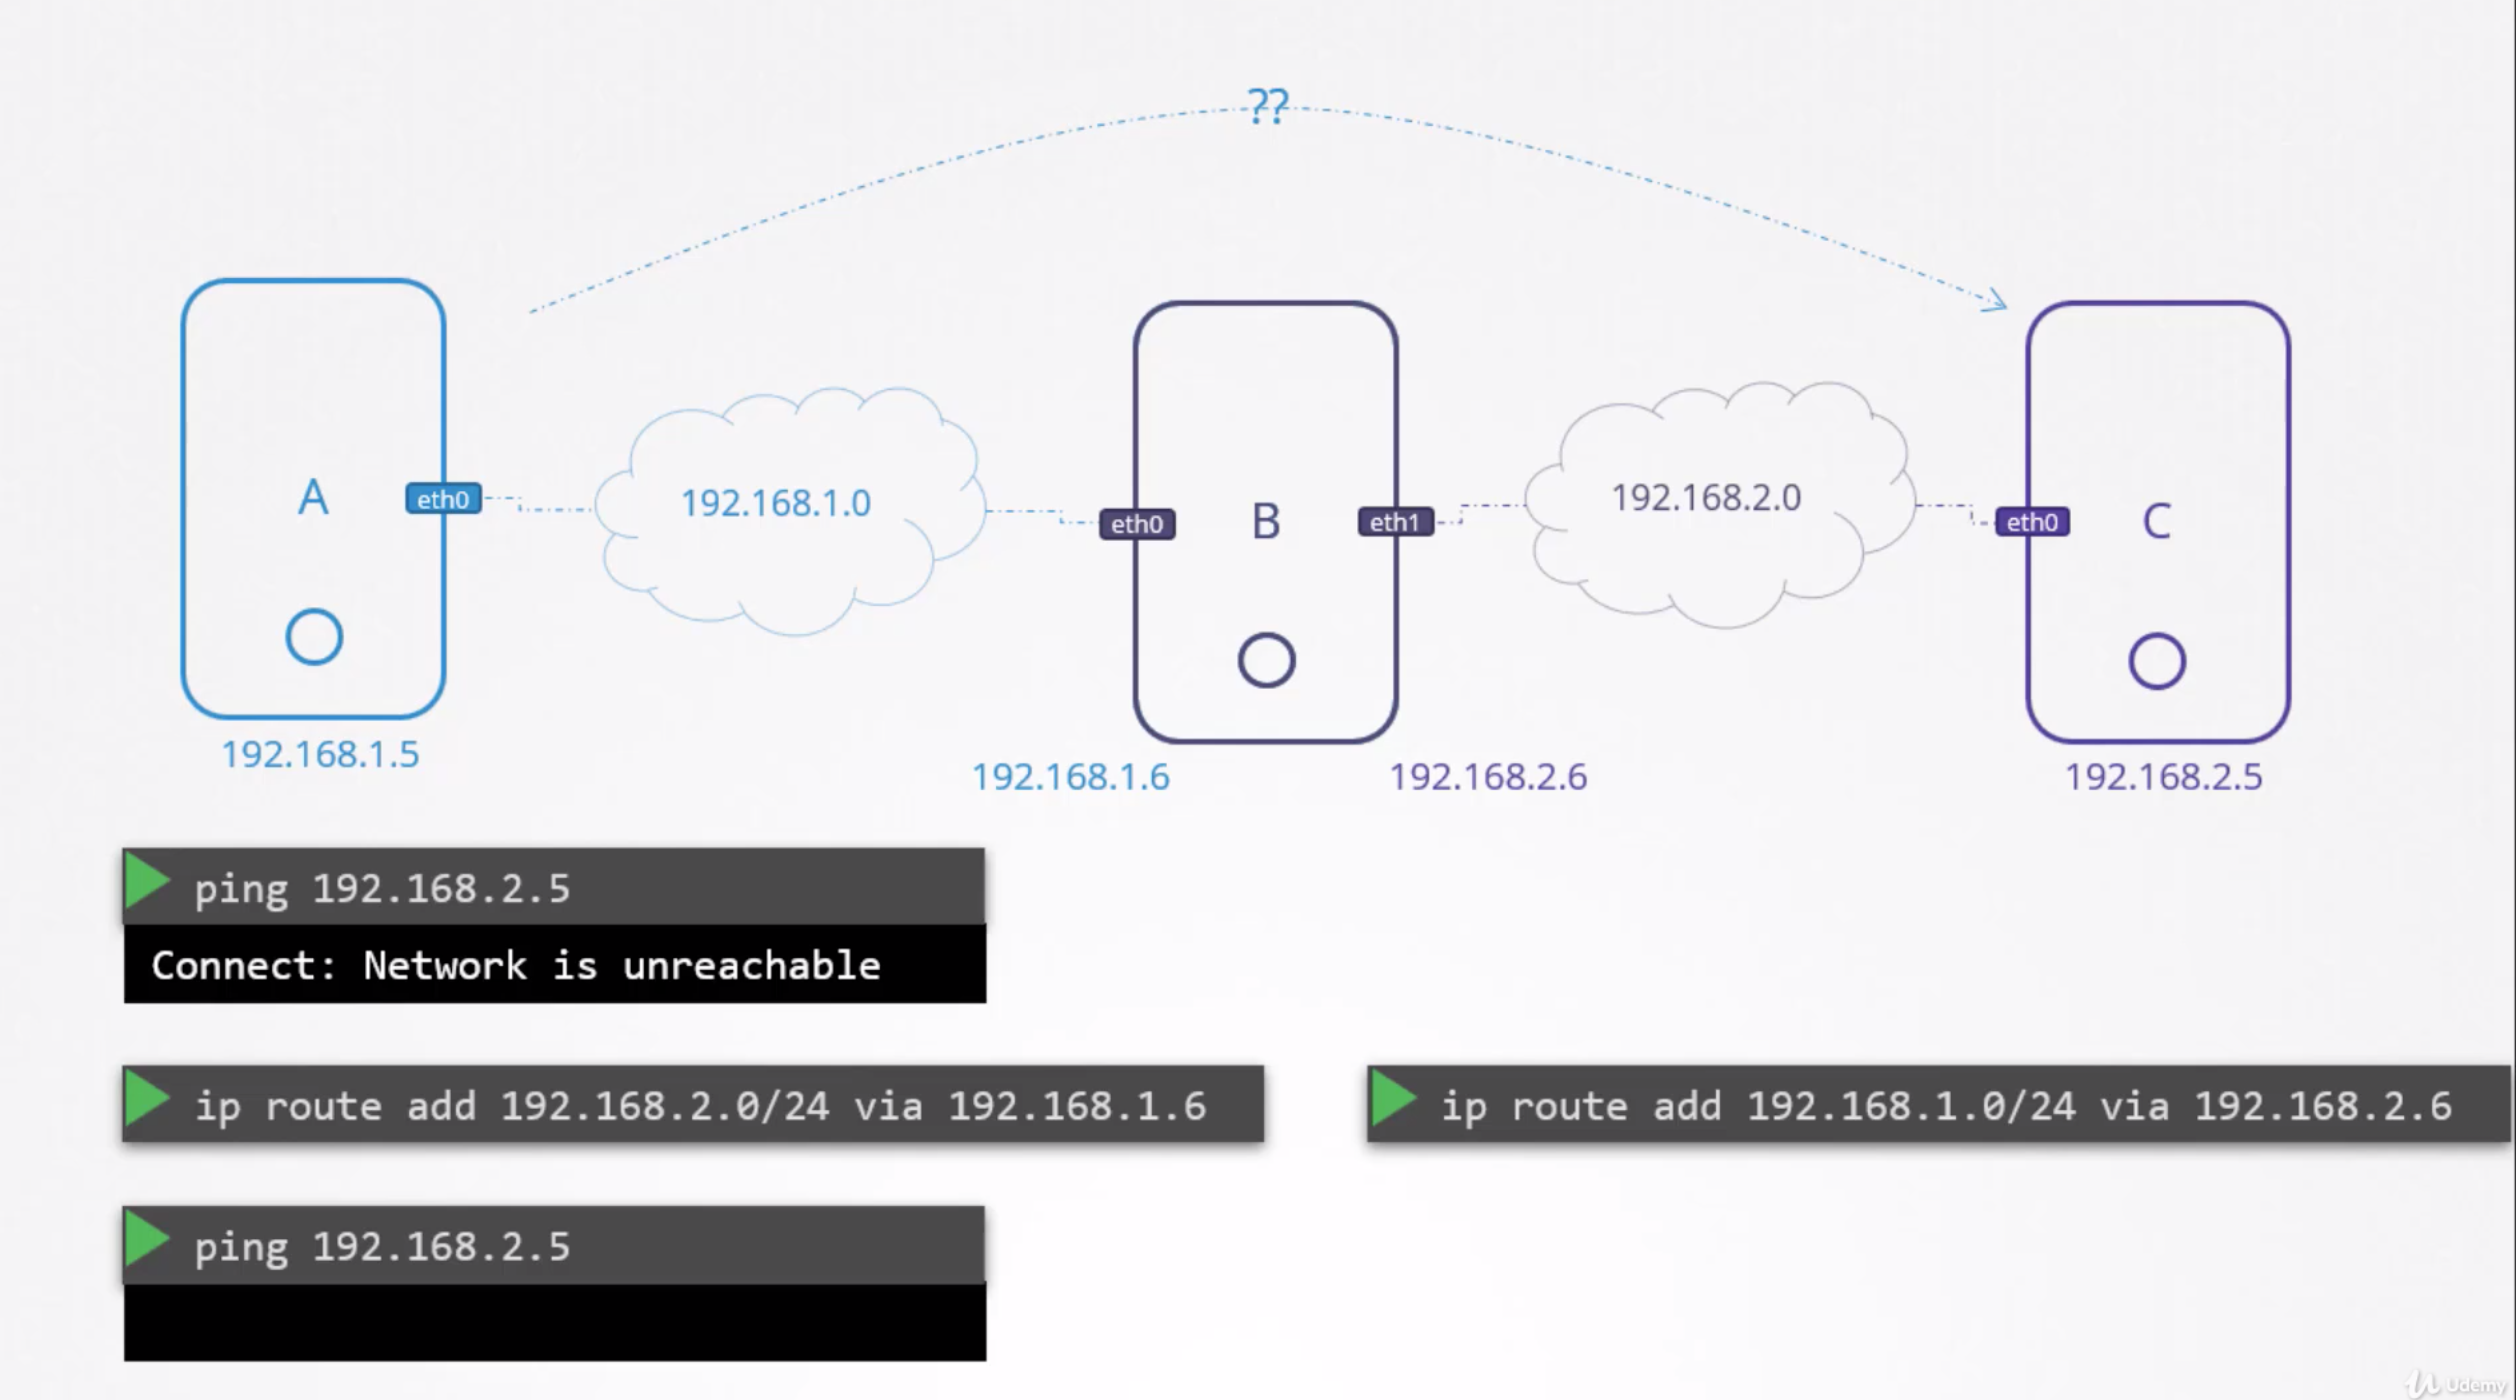 ??
A
eth0
192.168.1.0
eth0
B
eth1
192.168.2.0
eth0
C
192.168.1.5
192.168.1.6
192.168.2.6
192.168.2.5
ping 192.168.2.5
Connect: Network is unreachable
ip route add 192.168.2.0/24 via 192.168.1.6
ip route add 192.168.1.0/24 via 192.168.2.6
ping 192.168.2.5
Udemy